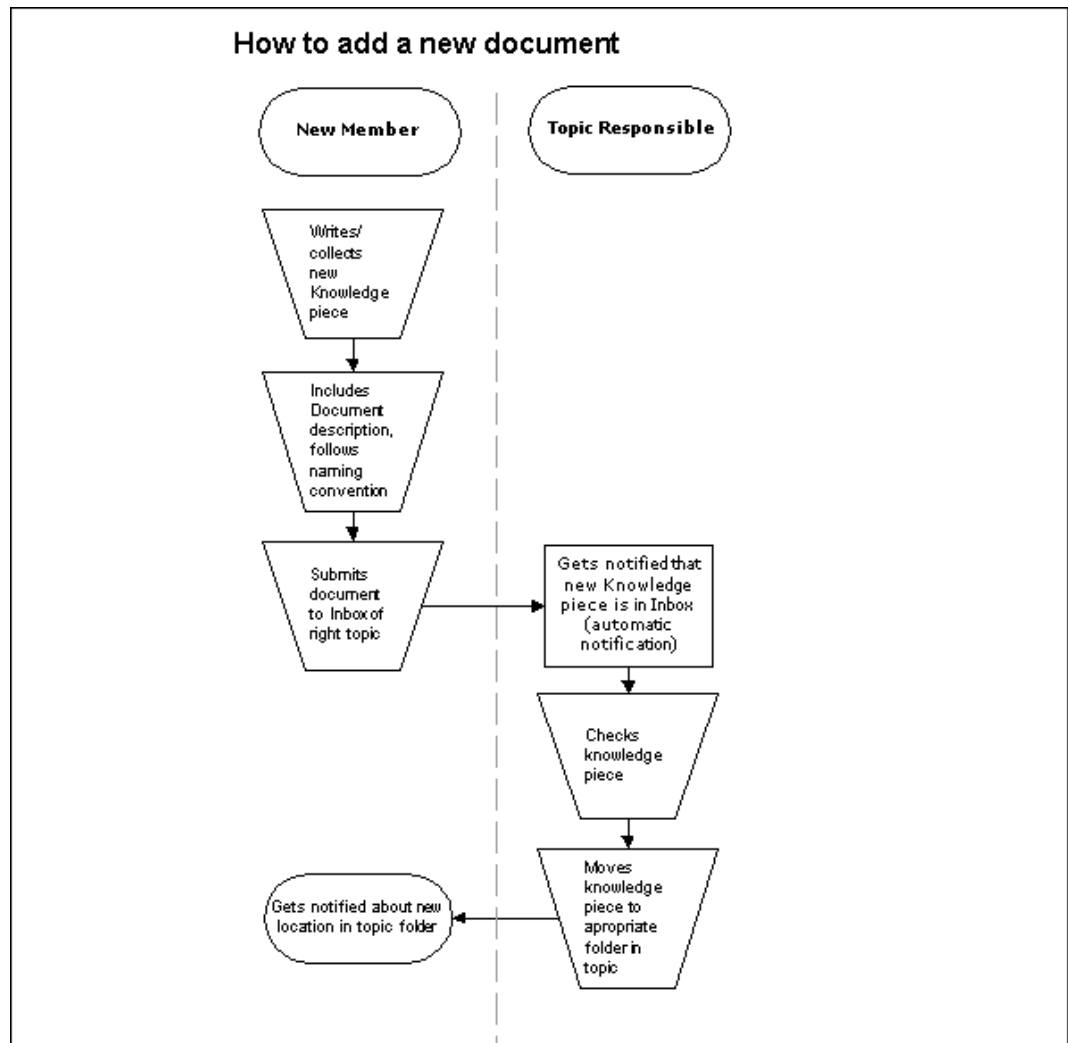 How to add a new document
New Member
Topic Responsible
Writes/
collects
new
Knowledge
piece
Includes
Document
description,
follows
naming
convention
Submits
document
to Inbox of
right topic
Gets notified that
new Knowledge
piece is in Inbox
(automatic
notification)
Checks
knowledge
piece
Moves
knowledge
piece to
apropriate
folder in
topic
Gets notified about new
location in topic folder